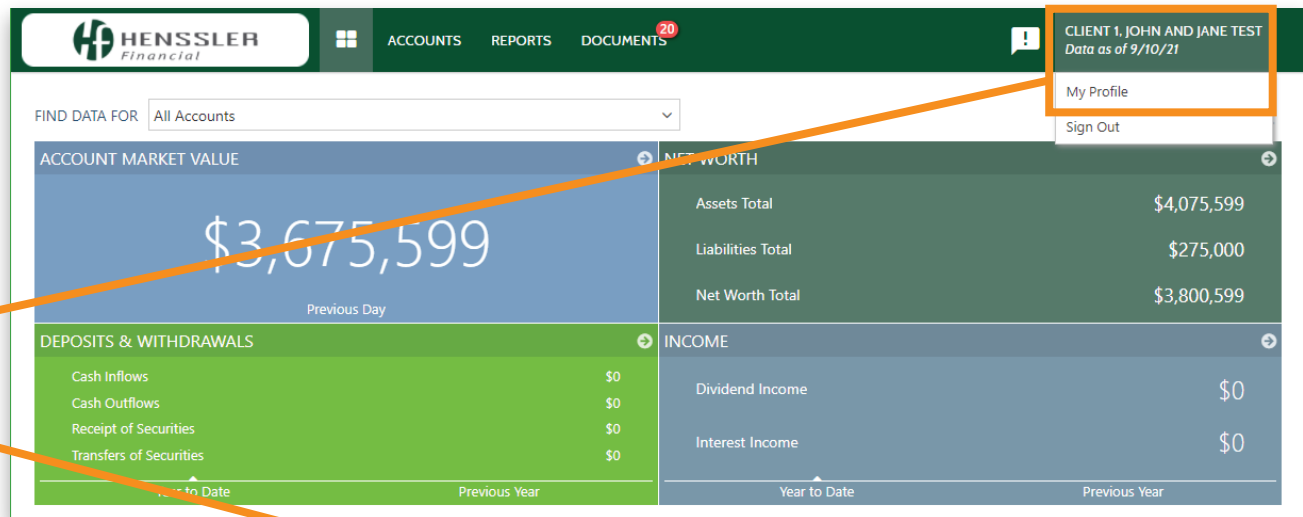 HENSSLER
Financial
ACCOUNTS REPORTS DOCUMENTS 20
CLIENT 1, JOHN AND JANE TEST
Data as of 9/10/21
My Profile
Sign Out
FIND DATA FOR All Accounts
ACCOUNT MARKET VALUE
$3,675,599
Previous Day
NET WORTH
Assets Total $4,075,599
Liabilities Total $275,000
Net Worth Total $3,800,599
DEPOSITS & WITHDRAWALS
Cash Inflows $0
Cash Outflows $0
Receipt of Securities $0
Transfers of Securities $0
Year to Date Previous Year
INCOME
Dividend Income $0
Interest Income $0
Year to Date Previous Year